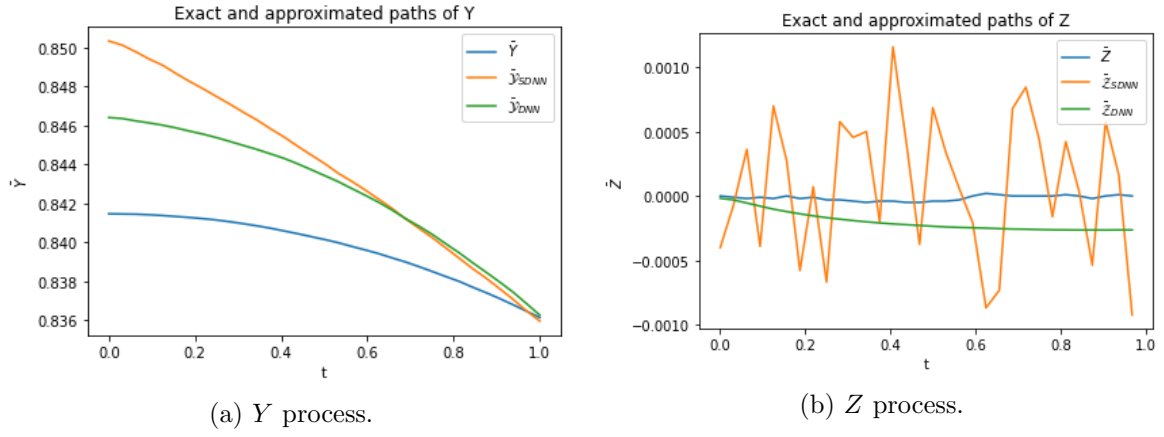 Exact and approximated paths of Y
0.850
0.848
0.846
0.844
0.842
0.840
0.838
0.836
Ȳ
Ȳ
𝒴̄_SDNN
𝒴̄_DNN
0.0 0.2 0.4 0.6 0.8 1.0
t
(a) Y process.
Exact and approximated paths of Z
0.0010
0.0005
0.0000
−0.0005
−0.0010
Z̄
Z̄
𝒵̄_SDNN
𝒵̄_DNN
0.0 0.2 0.4 0.6 0.8 1.0
t
(b) Z process.